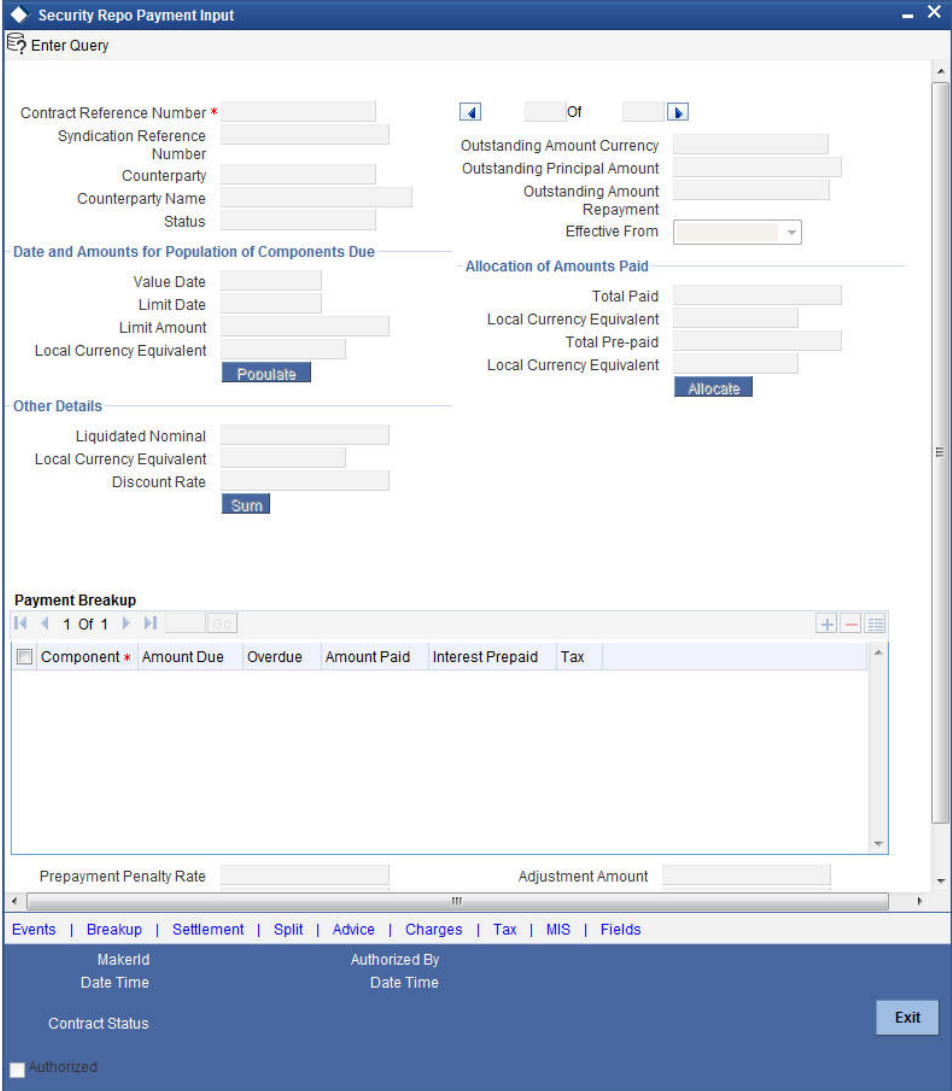 Security Repo Payment Input
Enter Query
Contract Reference Number *
Syndication Reference
Number
Counterparty
Counterparty Name
Status
Of
Outstanding Amount Currency
Outstanding Principal Amount
Outstanding Amount
Repayment
Effective From
Date and Amounts for Population of Components Due
Value Date
Limit Date
Limit Amount
Local Currency Equivalent
Populate
Allocation of Amounts Paid
Total Paid
Local Currency Equivalent
Total Pre-paid
Local Currency Equivalent
Allocate
Other Details
Liquidated Nominal
Local Currency Equivalent
Discount Rate
Sum
Payment Breakup
1 Of 1 Go
Component * Amount Due Overdue Amount Paid Interest Prepaid Tax
Prepayment Penalty Rate Adjustment Amount
Events | Breakup | Settlement | Split | Advice | Charges | Tax | MIS | Fields
MakerId Authorized By
Date Time Date Time
Contract Status
Exit
Authorized